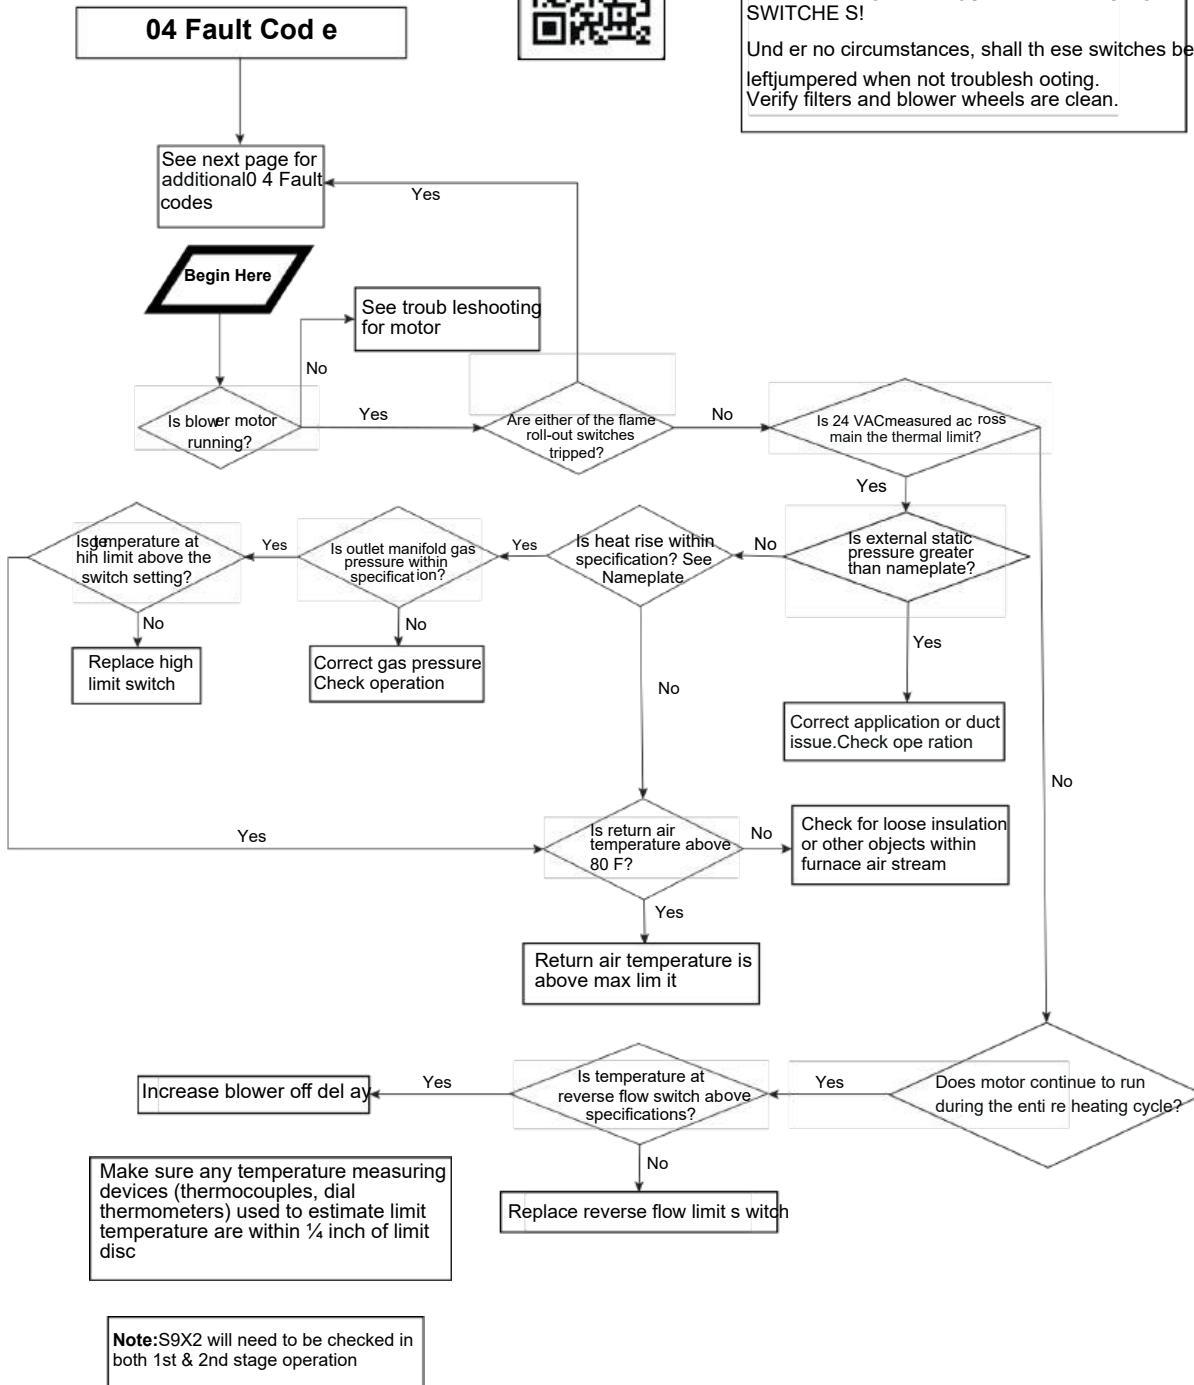 04 Fault Cod e
SWITCHE S!
Und er no circumstances, shall th ese switches be
leftjumpered when not troublesh ooting.
Verify filters and blower wheels are clean.
See next page for
additional0 4 Fault
codes
Yes
Begin Here
See troub leshooting
for motor
No
Is blower motor
running?
Yes
Are either of the flame
roll-out switches
tripped?
No
Is 24 VACmeasured ac ross
main the thermal limit?
Yes
temperature at
hih limit above the
switch setting?
Yes
Is outlet manifold gas
pressure within
specificat ion?
Yes
Is heat rise within
specification? See
Nameplate
No
Is external static
pressure greater
than nameplate?
No
Replace high
limit switch
No
Correct gas pressure
Check operation
No
Yes
Correct application or duct
issue.Check ope ration
No
Yes
Is return air
temperature above
80 F?
No
Check for loose insulation
or other objects within
furnace air stream
Yes
Return air temperature is
above max lim it
Increase blower off del ay
Yes
Is temperature at
reverse flow switch above
specifications?
Yes
Does motor continue to run
during the enti re heating cycle?
No
Replace reverse flow limit s witch
Make sure any temperature measuring
devices (thermocouples, dial
thermometers) used to estimate limit
temperature are within ¼ inch of limit
disc
Note:S9X2 will need to be checked in
both 1st & 2nd stage operation